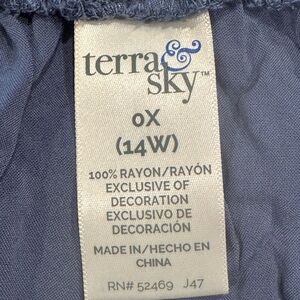 terra &
sky™
0X
(14W)
100% RAYON/RAYÓN
EXCLUSIVE OF
DECORATION
EXCLUSIVO DE
DECORACIÓN
MADE IN/HECHO EN
CHINA
RN# 52469 J47